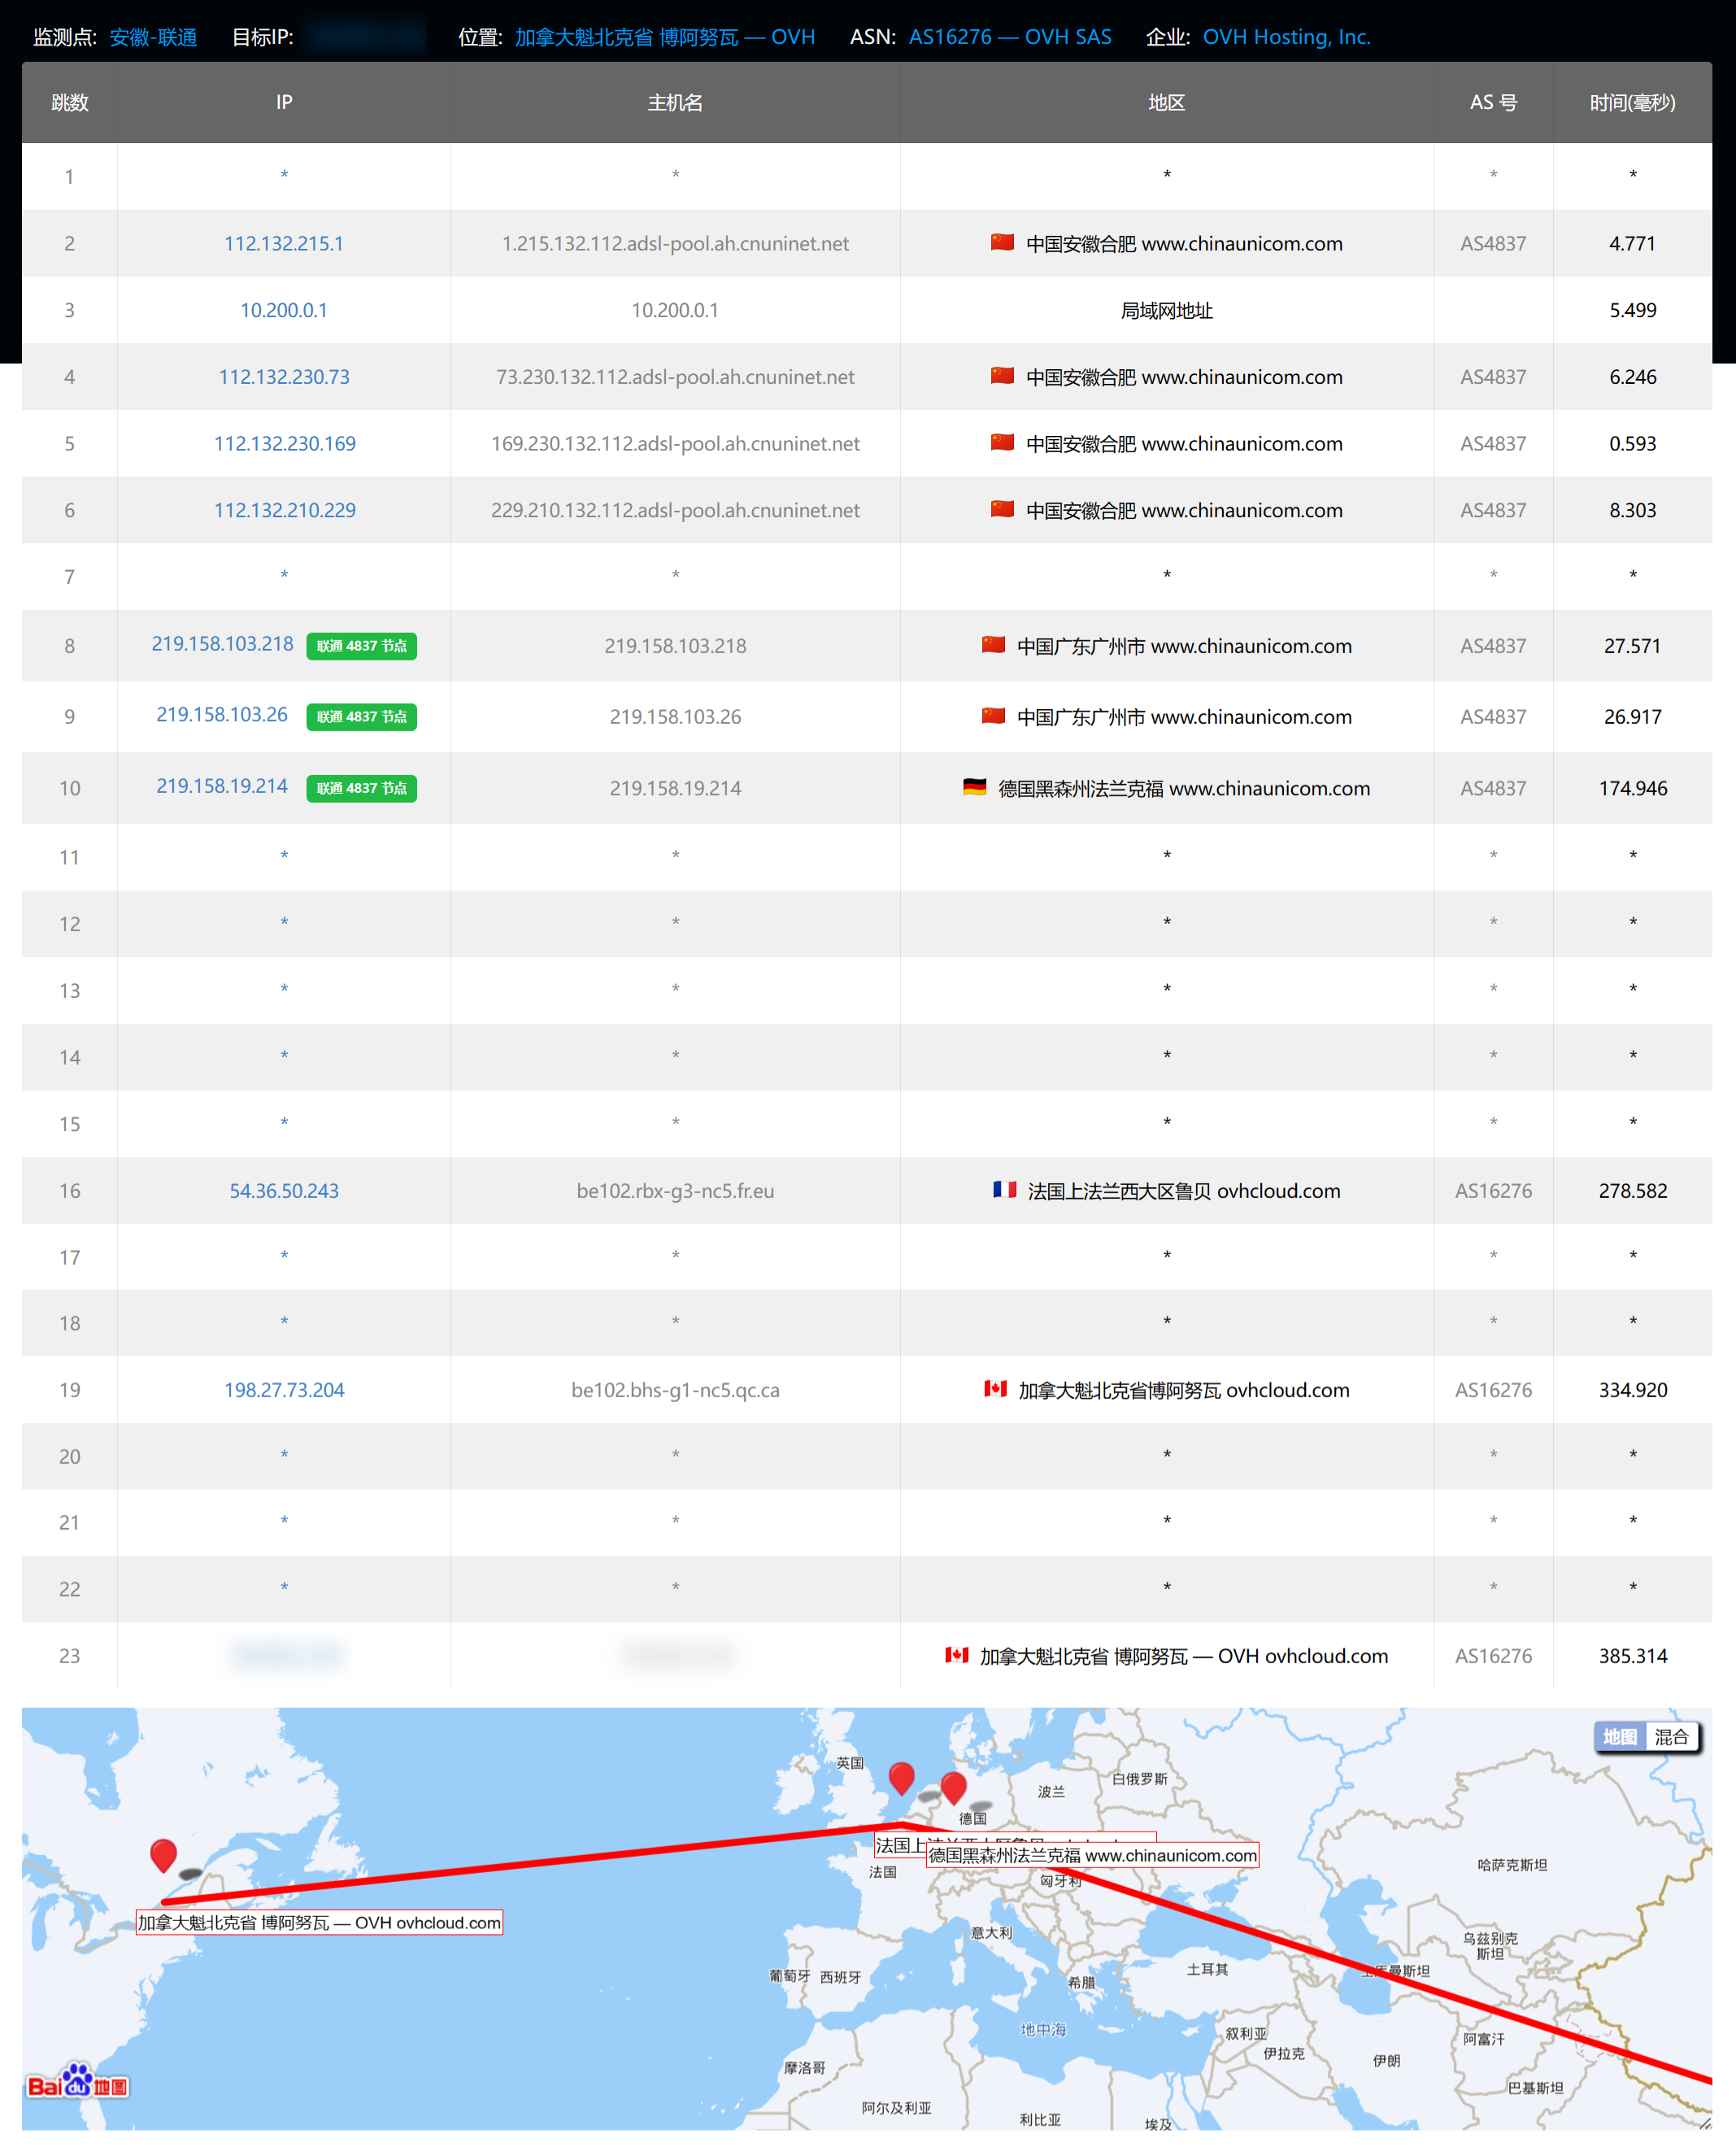 监测点: 安徽-联通 目标IP: 位置: 加拿大魁北克省 博阿努瓦 — OVH ASN: AS16276 — OVH SAS 企业: OVH Hosting, Inc.
跳数 IP 主机名 地区 AS 号 时间(毫秒)
1 * * * * *
2 112.132.215.1 1.215.132.112.adsl-pool.ah.cnuninet.net 中国安徽合肥 www.chinaunicom.com AS4837 4.771
3 10.200.0.1 10.200.0.1 局域网地址 5.499
4 112.132.230.73 73.230.132.112.adsl-pool.ah.cnuninet.net 中国安徽合肥 www.chinaunicom.com AS4837 6.246
5 112.132.230.169 169.230.132.112.adsl-pool.ah.cnuninet.net 中国安徽合肥 www.chinaunicom.com AS4837 0.593
6 112.132.210.229 229.210.132.112.adsl-pool.ah.cnuninet.net 中国安徽合肥 www.chinaunicom.com AS4837 8.303
7 * * * * *
8 219.158.103.218 联通 4837 节点 219.158.103.218 中国广东广州市 www.chinaunicom.com AS4837 27.571
9 219.158.103.26 联通 4837 节点 219.158.103.26 中国广东广州市 www.chinaunicom.com AS4837 26.917
10 219.158.19.214 联通 4837 节点 219.158.19.214 德国黑森州法兰克福 www.chinaunicom.com AS4837 174.946
11 * * * * *
12 * * * * *
13 * * * * *
14 * * * * *
15 * * * * *
16 54.36.50.243 be102.rbx-g3-nc5.fr.eu 法国上法兰西大区鲁贝 ovhcloud.com AS16276 278.582
17 * * * * *
18 * * * * *
19 198.27.73.204 be102.bhs-g1-nc5.qc.ca 加拿大魁北克省博阿努瓦 ovhcloud.com AS16276 334.920
20 * * * * *
21 * * * * *
22 * * * * *
23 加拿大魁北克省 博阿努瓦 — OVH ovhcloud.com AS16276 385.314
地图 混合
英国
白俄罗斯
波兰
德国
法国上
德国黑森州法兰克福 www.chinaunicom.com
哈萨克斯坦
法国
匈牙利
加拿大魁北克省 博阿努瓦 — OVH ovhcloud.com
意大利
乌兹别克
斯坦
土耳其
曼斯坦
葡萄牙 西班牙
希腊
地中海
叙利亚
阿富汗
伊拉克
伊朗
摩洛哥
Bai du 地图
巴基斯坦
阿尔及利亚
利比亚
埃及